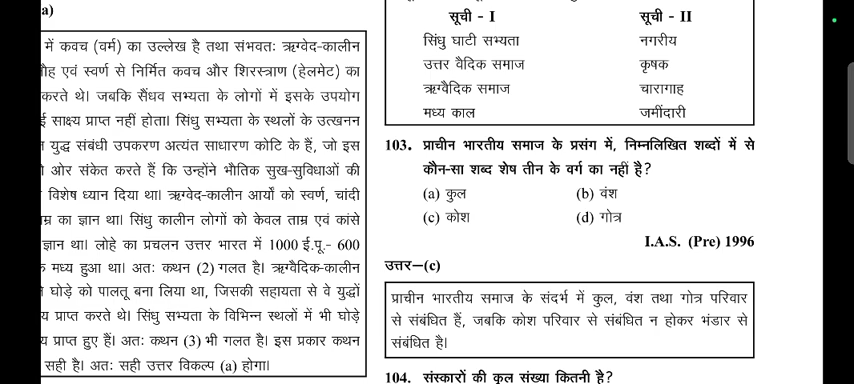 a)
में कवच (वर्म) का उल्लेख है तथा संभवतः ऋग्वेद-कालीन
एवं स्वर्ण से निर्मित कवच और शिरस्त्राण (हेलमेट) का
करते थे। जबकि सैंधव सभ्यता के लोगों में इसके उपयोग
साक्ष्य प्राप्त नहीं होता। सिंधु सभ्यता के स्थलों के उत्खनन
युद्ध संबंधी उपकरण अत्यंत साधारण कोटि के हैं, जो इस
ओर संकेत करते हैं कि उन्होंने भौतिक सुख-सुविधाओं की
विशेष ध्यान दिया था। ऋग्वेद-कालीन आर्यों को स्वर्ण, चांदी
का ज्ञान था। सिंधु कालीन लोगों को केवल ताम्र एवं कांसे
ज्ञान था। लोहे का प्रचलन उत्तर भारत में 1000 ई.पू.- 600
मध्य हुआ था। अतः कथन (2) गलत है। ऋग्वैदिक-कालीन
घोड़े को पालतू बना लिया था, जिसकी सहायता से वे युद्धों
प्राप्त करते थे। सिंधु सभ्यता के विभिन्न स्थलों में भी घोड़े
प्राप्त हुए हैं। अतः कथन (3) भी गलत है। इस प्रकार कथन
सही है। अतः सही उत्तर विकल्प (a) होगा।
सूची - I सूची - II
सिंधु घाटी सभ्यता नगरीय
उत्तर वैदिक समाज कृषक
ऋग्वैदिक समाज चारागाह
मध्य काल जमींदारी
103. प्राचीन भारतीय समाज के प्रसंग में, निम्नलिखित शब्दों में से
कौन-सा शब्द शेष तीन के वर्ग का नहीं है?
(a) कुल (b) वंश
(c) कोश (d) गोत्र
I.A.S. (Pre) 1996
उत्तर–(c)
प्राचीन भारतीय समाज के संदर्भ में कुल, वंश तथा गोत्र परिवार
से संबंधित हैं, जबकि कोश परिवार से संबंधित न होकर भंडार से
संबंधित है।
104. संस्कारों की कुल संख्या कितनी है?